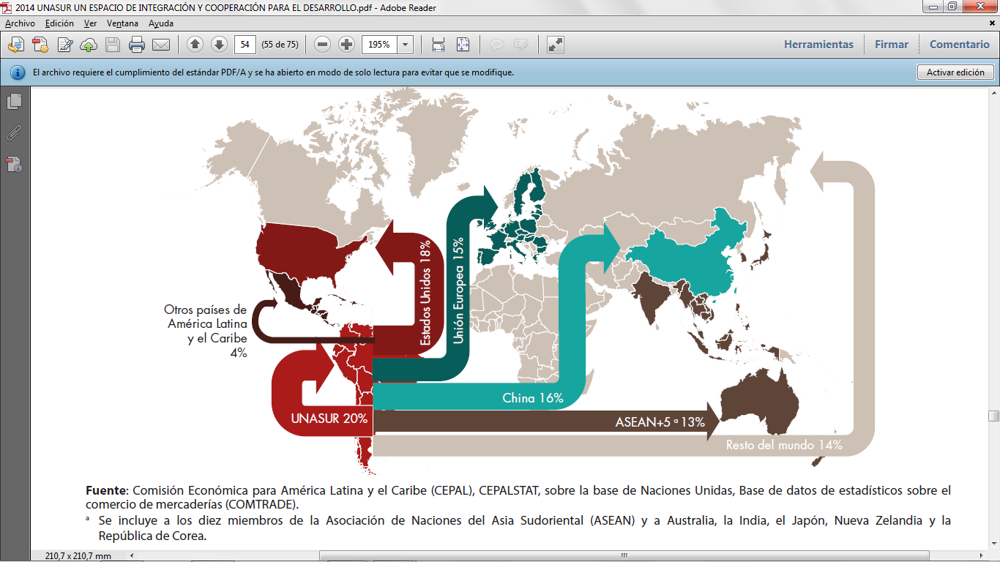 2014 UNASUR UN ESPACIO DE INTEGRACIÓN Y COOPERACIÓN PARA EL DESARROLLO.pdf - Adobe Reader
Archivo Edición Ver Ventana Ayuda
54 (55 de 75) 195% Herramientas Firmar Comentario
El archivo requiere el cumplimiento del estándar PDF/A y se ha abierto en modo de solo lectura para evitar que se modifique. Activar edición
Estados Unidos 18%
Unión Europea 15%
Otros países de
América Latina
y el Caribe
4%
China 16%
UNASUR 20%
ASEAN+5 ª 13%
Resto del mundo 14%
Fuente: Comisión Económica para América Latina y el Caribe (CEPAL), CEPALSTAT, sobre la base de Naciones Unidas, Base de datos de estadísticos sobre el
comercio de mercaderías (COMTRADE).
ª Se incluye a los diez miembros de la Asociación de Naciones del Asia Sudoriental (ASEAN) y a Australia, la India, el Japón, Nueva Zelandia y la
República de Corea.
210,7 x 210,7 mm